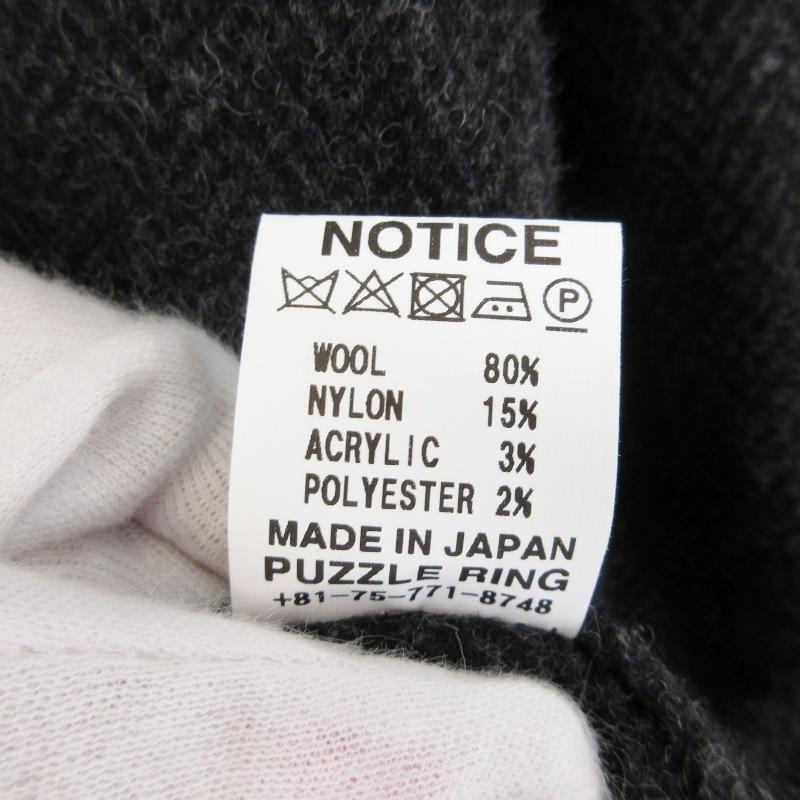 NOTICE
P
WOOL 80%
NYLON 15%
ACRYLIC 3%
POLYESTER 2%
MADE IN JAPAN
PUZZLE RING
+81-75-771-8748